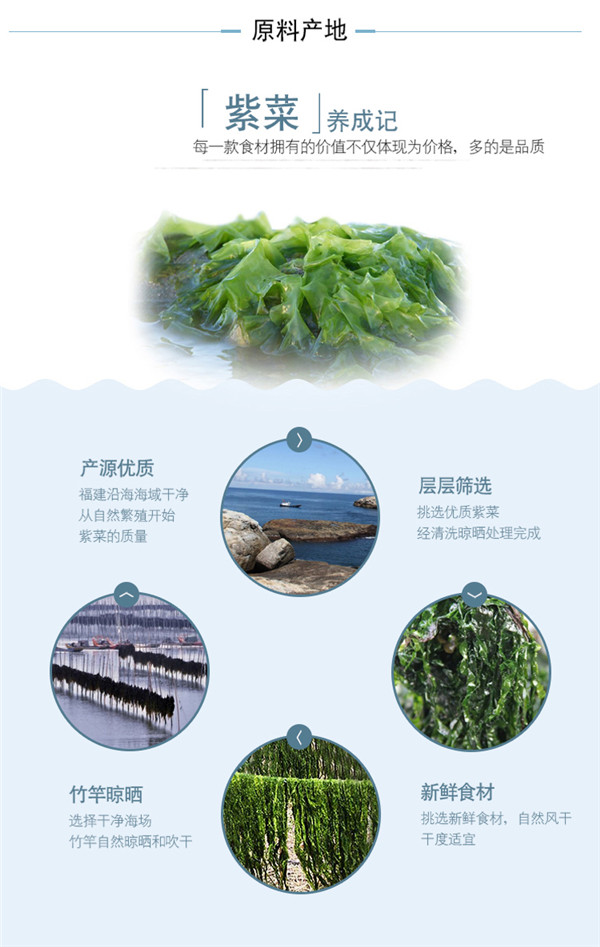 原料产地
「紫菜」养成记
每一款食材拥有的价值不仅体现为价格，多的是品质
产源优质
福建沿海海域干净
从自然繁殖开始
紫菜的质量
层层筛选
挑选优质紫菜
经清洗晾晒处理完成
竹竿晾晒
选择干净海场
竹竿自然晾晒和吹干
新鲜食材
挑选新鲜食材，自然风干
干度适宜